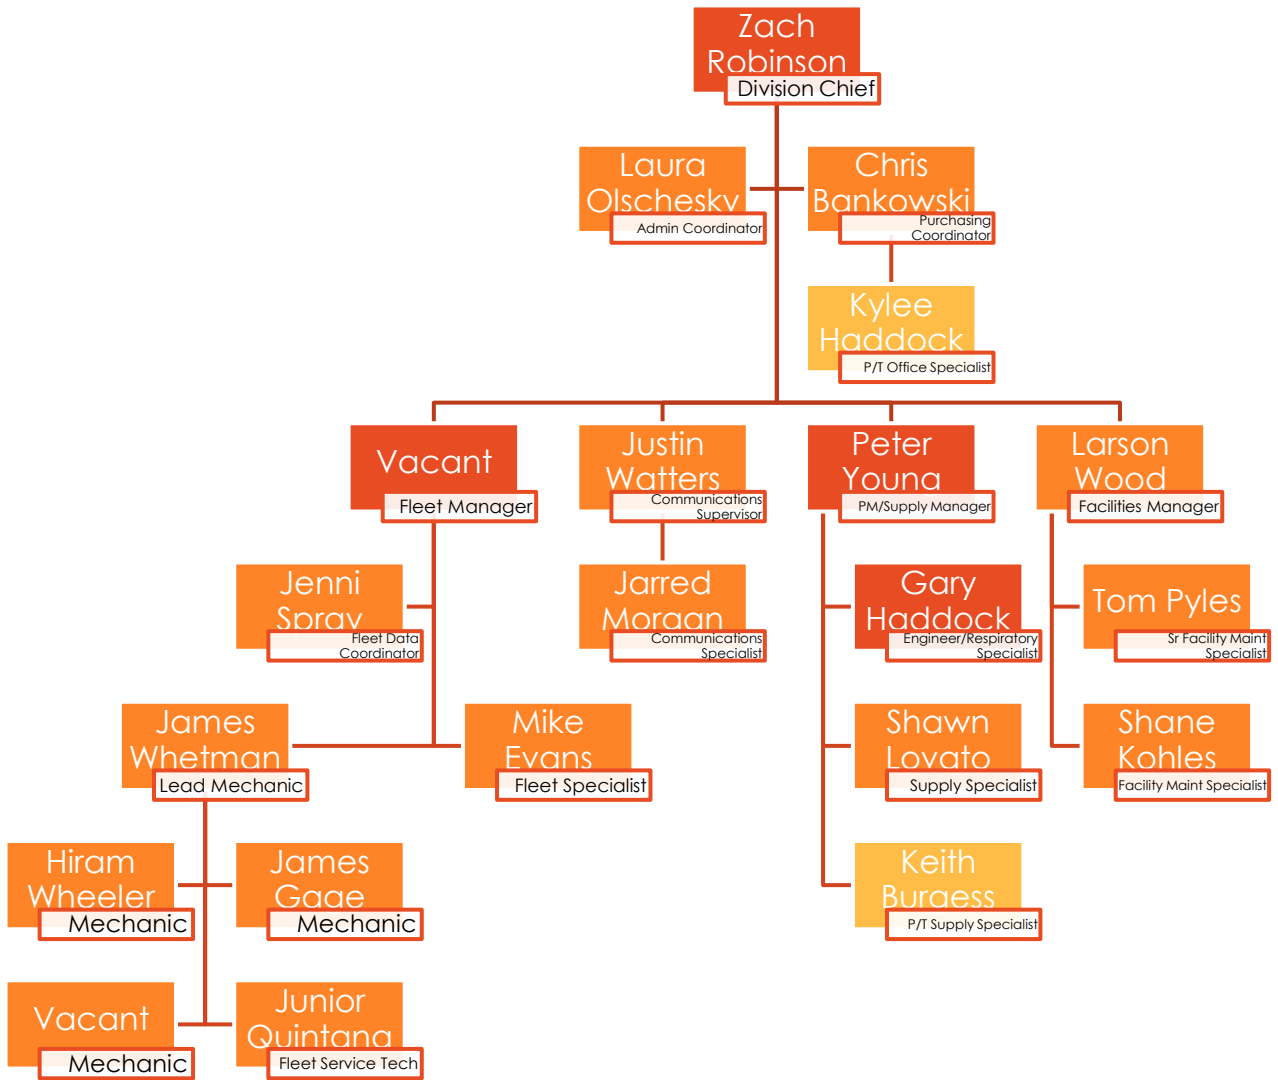 Zach
Robinson
Division Chief
Laura
Olschesky
Admin Coordinator
Chris
Bankowski
Purchasing
Coordinator
Kylee
Haddock
P/T Office Specialist
Vacant
Fleet Manager
Justin
Watters
Communications
Supervisor
Peter
Young
PM/Supply Manager
Larson
Wood
Facilities Manager
Jenni
Spray
Fleet Data
Coordinator
Jarred
Morgan
Communications
Specialist
Gary
Haddock
Engineer/Respiratory
Specialist
Tom Pyles
Sr Facility Maint
Specialist
James
Whetman
Lead Mechanic
Mike
Evans
Fleet Specialist
Shawn
Lovato
Supply Specialist
Shane
Kohles
Facility Maint Specialist
Hiram
Wheeler
Mechanic
James
Gage
Mechanic
Keith
Burgess
P/T Supply Specialist
Vacant
Mechanic
Junior
Quintana
Fleet Service Tech